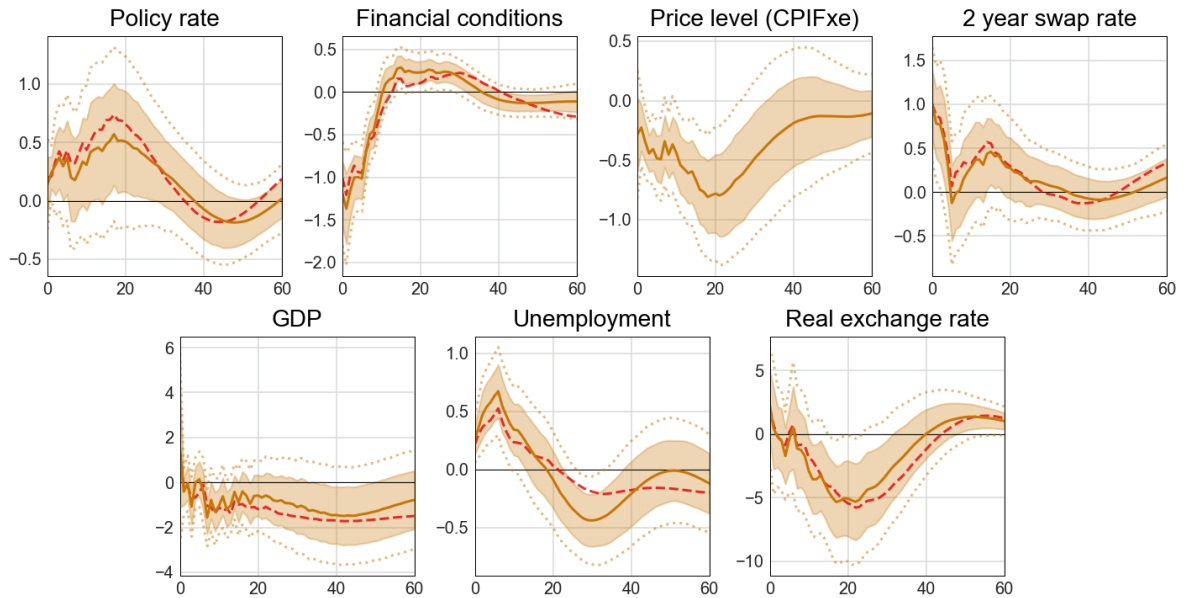 Policy rate
1.0
0.5
0.0
−0.5
0 20 40 60
Financial conditions
0.5
0.0
−0.5
−1.0
−1.5
−2.0
0 20 40 60
Price level (CPIFxe)
0.5
0.0
−0.5
−1.0
0 20 40 60
2 year swap rate
1.5
1.0
0.5
0.0
−0.5
0 20 40 60
GDP
6
4
2
0
−2
−4
0 20 40 60
Unemployment
1.0
0.5
0.0
−0.5
0 20 40 60
Real exchange rate
5
0
−5
−10
0 20 40 60